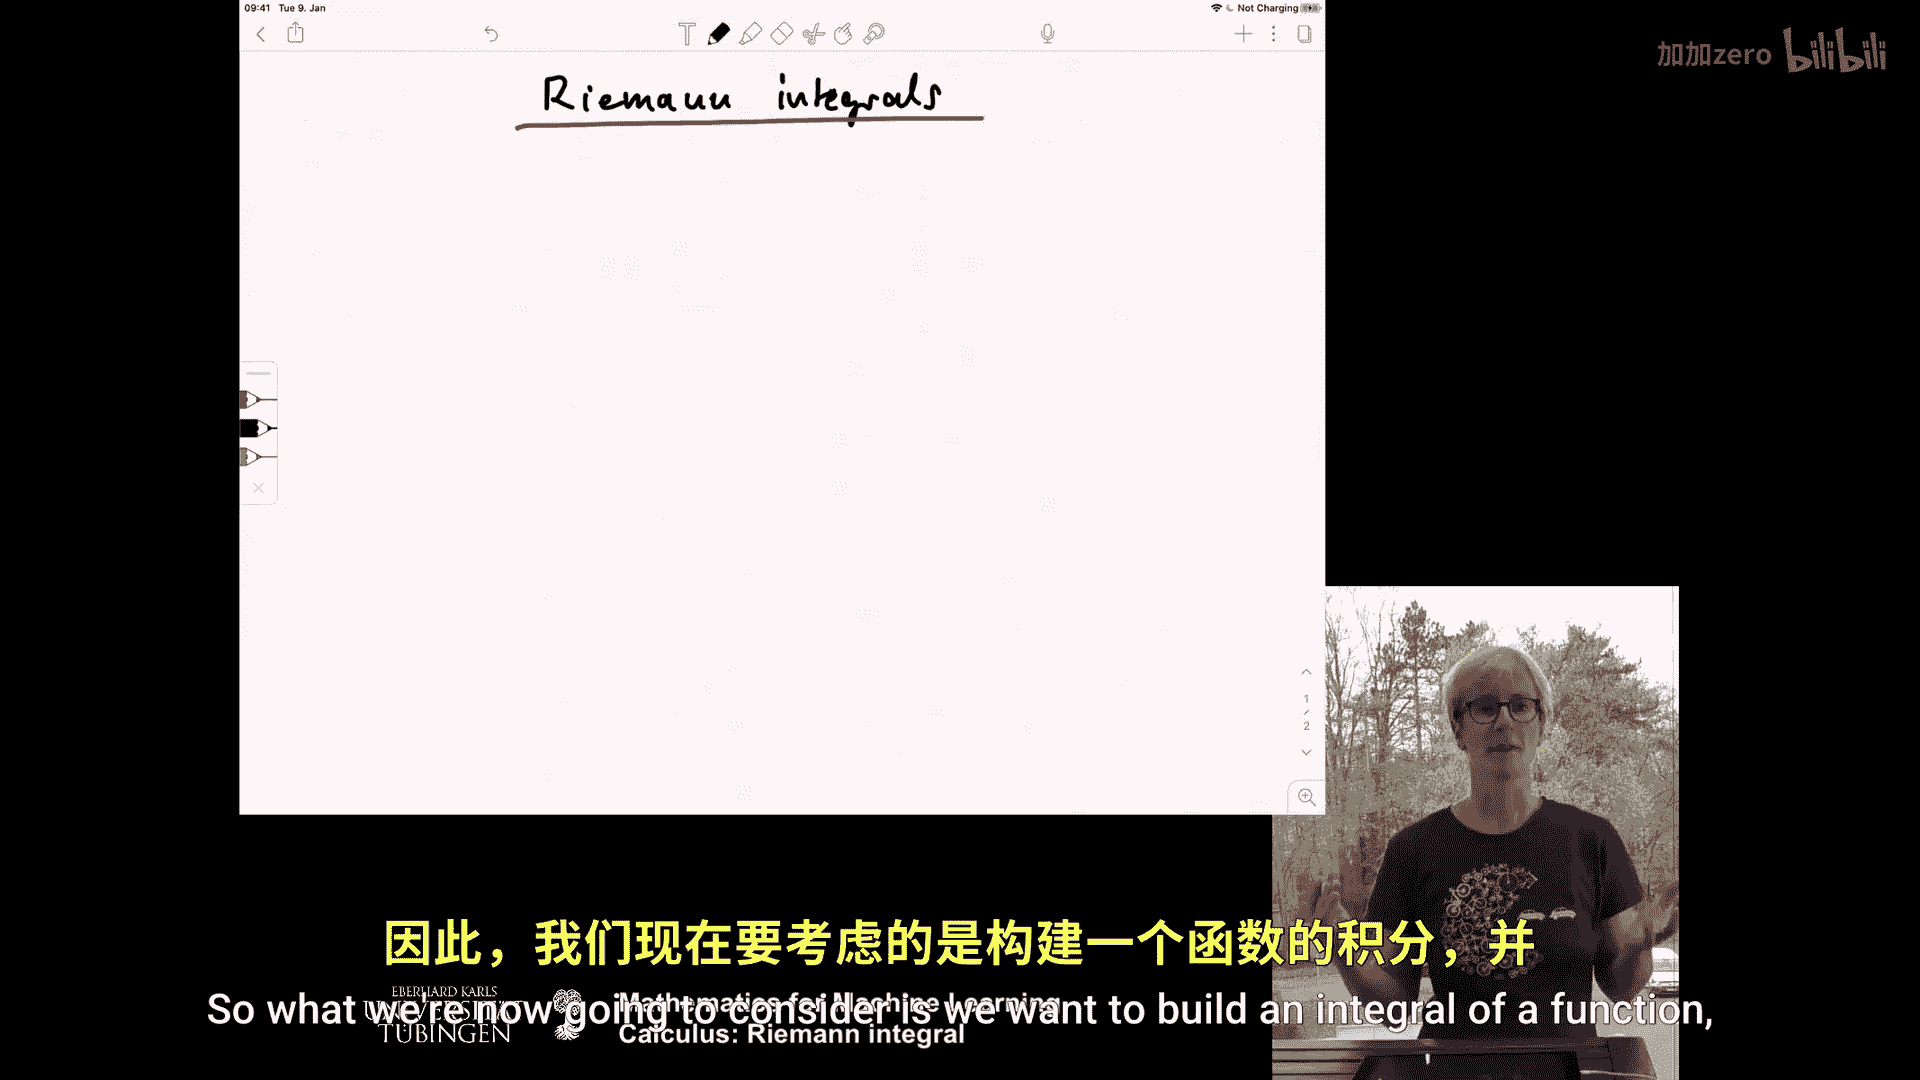 09:41 Tue 9. Jan
Not Charging
加加zero bilibili
Riemann integrals
1
2
因此，我们现在要考虑的是构建一个函数的积分，并
So what we're now going to consider is we want to build an integral of a function,
EBERHARD KARLS
UNIVERSITÄT
TÜBINGEN
Mathematics for Machine Learning
Calculus: Riemann integral